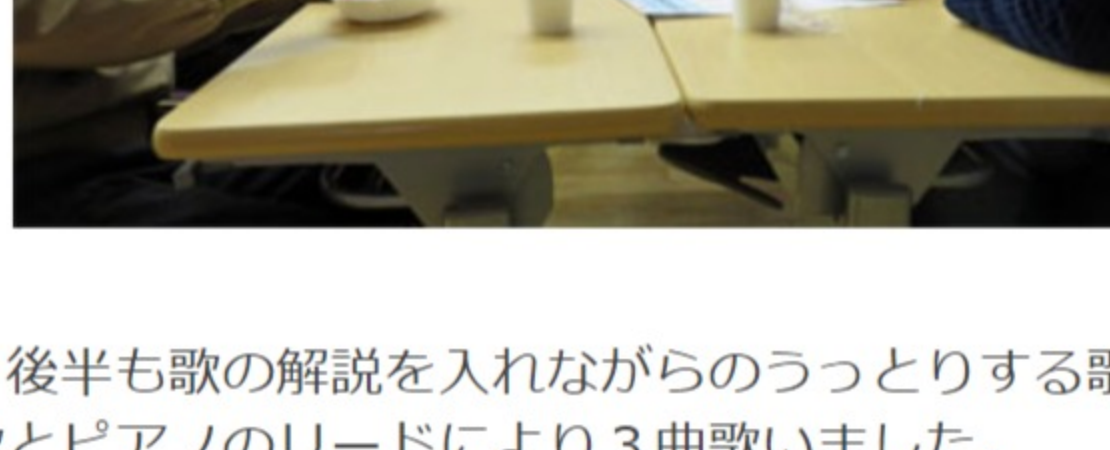 後半も歌の解説を入れながらのうっとりする歌
とピアノのリードにより3曲歌いました。